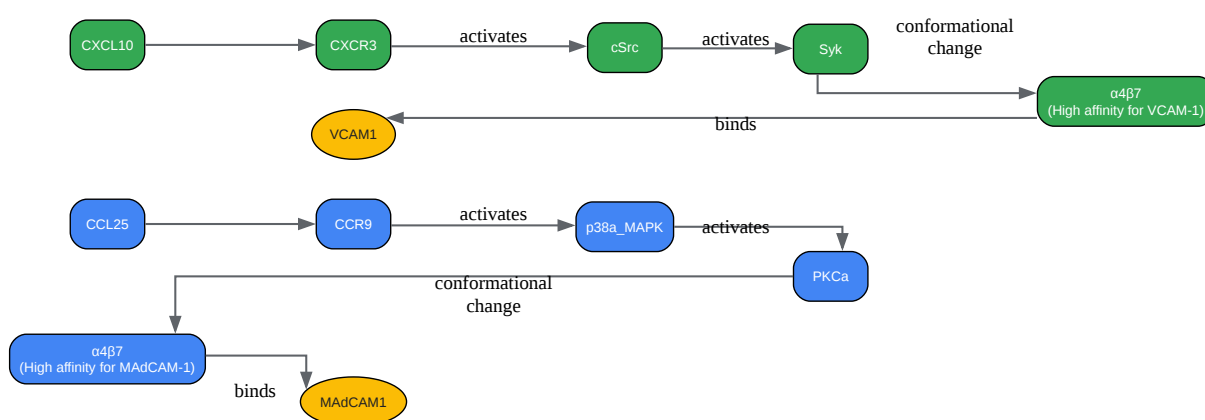 CXCL10
CXCR3
activates
cSrc
activates
Syk
conformational
change
α4β7
(High affinity for VCAM-1)
binds
VCAM1
CCL25
CCR9
activates
p38a_MAPK
activates
PKCa
conformational
change
α4β7
(High affinity for MAdCAM-1)
binds
MAdCAM1